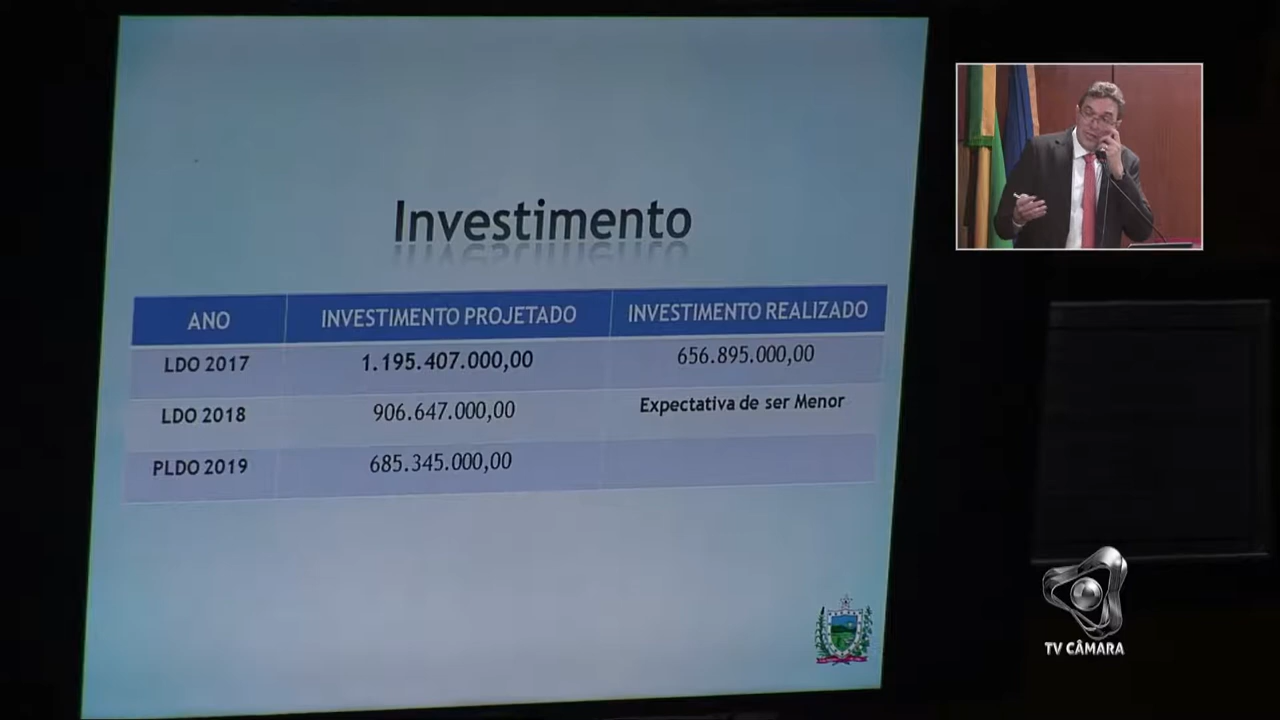 Investimento
ANO INVESTIMENTO PROJETADO INVESTIMENTO REALIZADO
LDO 2017 1.195.407.000,00 656.895.000,00
LDO 2018 906.647.000,00 Expectativa de ser Menor
PLDO 2019 685.345.000,00
TV CÂMARA